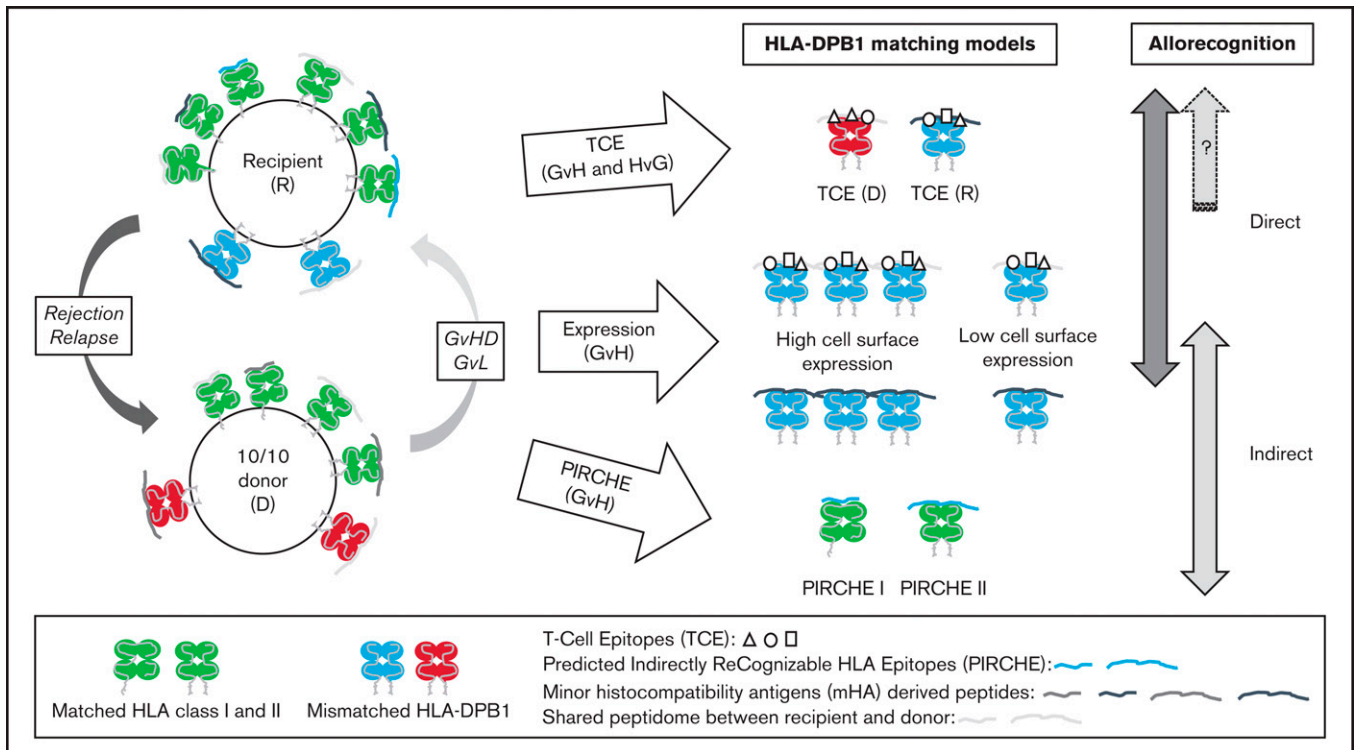 HLA-DPB1 matching models
Allorecognition
Recipient
(R)
TCE
(GvH and HvG)
TCE (D)
TCE (R)
?
Direct
Rejection
Relapse
GvHD
GvL
Expression
(GvH)
High cell surface
expression
Low cell surface
expression
10/10
donor
(D)
PIRCHE
(GvH)
Indirect
PIRCHE I
PIRCHE II
Matched HLA class I and II
Mismatched HLA-DPB1
T-Cell Epitopes (TCE):
Predicted Indirectly ReCognizable HLA Epitopes (PIRCHE):
Minor histocompatibility antigens (mHA) derived peptides:
Shared peptidome between recipient and donor: